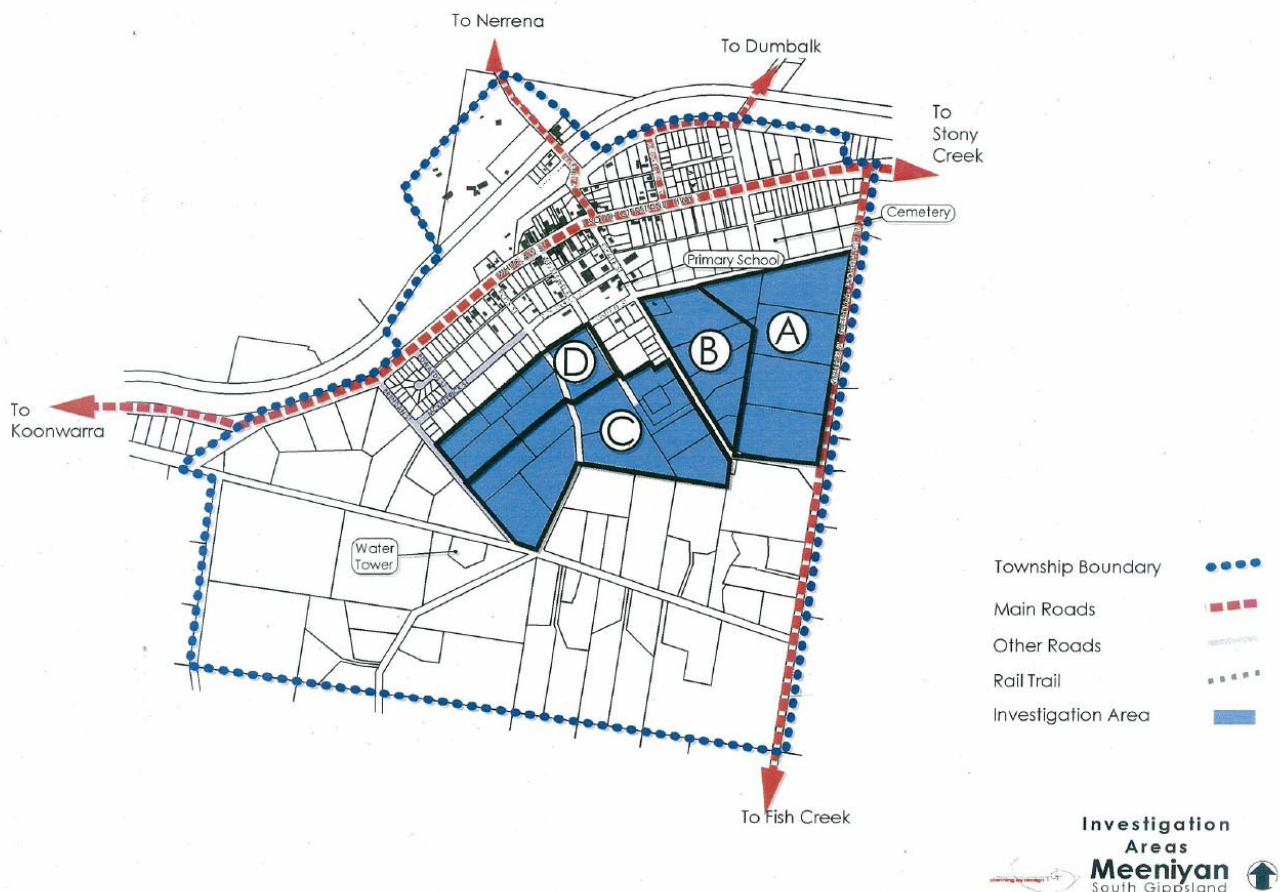 To Nerrena
To Dumbalk
To
Stony
Creek
Cemetery
Primary School
A
B
D
C
To
Koonwarra
Water
Tower
Township Boundary
Main Roads
Other Roads
Rail Trail
Investigation Area
To Fish Creek
Investigation
Areas
Meeniyan
South Gippsland